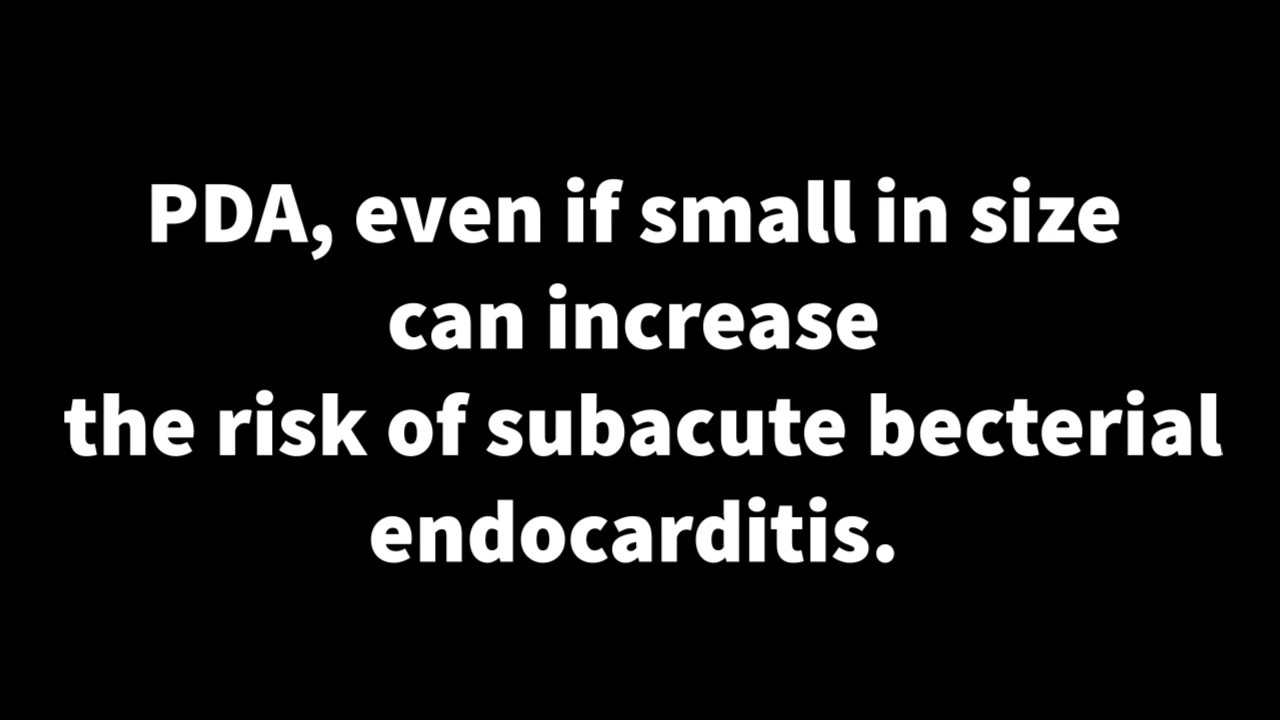 PDA, even if small in size
can increase
the risk of subacute becterial
endocarditis.